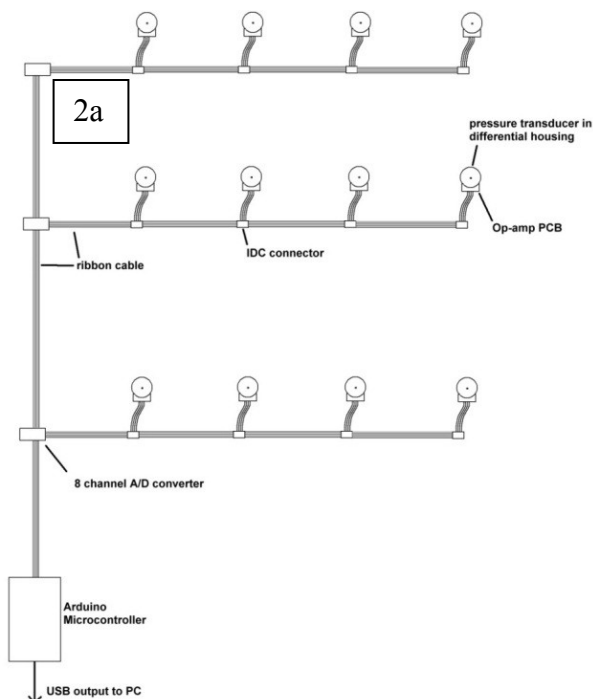 2a
pressure transducer in
differential housing
Op-amp PCB
IDC connector
ribbon cable
8 channel A/D converter
Arduino
Microcontroller
USB output to PC